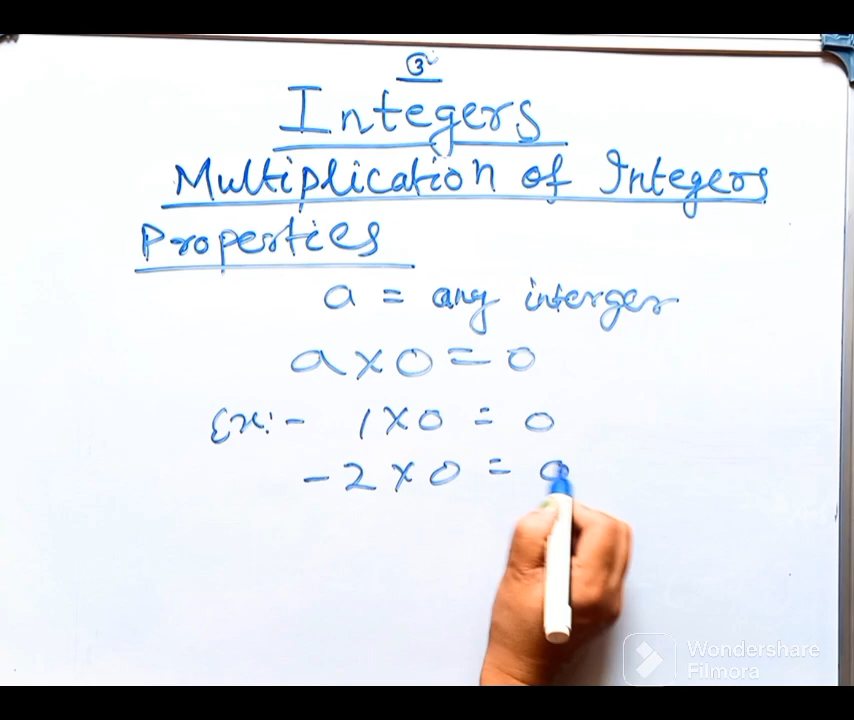 3
Integers
Multiplication of Integers
Properties
a = any interger
a × 0 = 0
Ex:- 1 × 0 = 0
- 2 × 0 = 0
Wondershare
Filmora